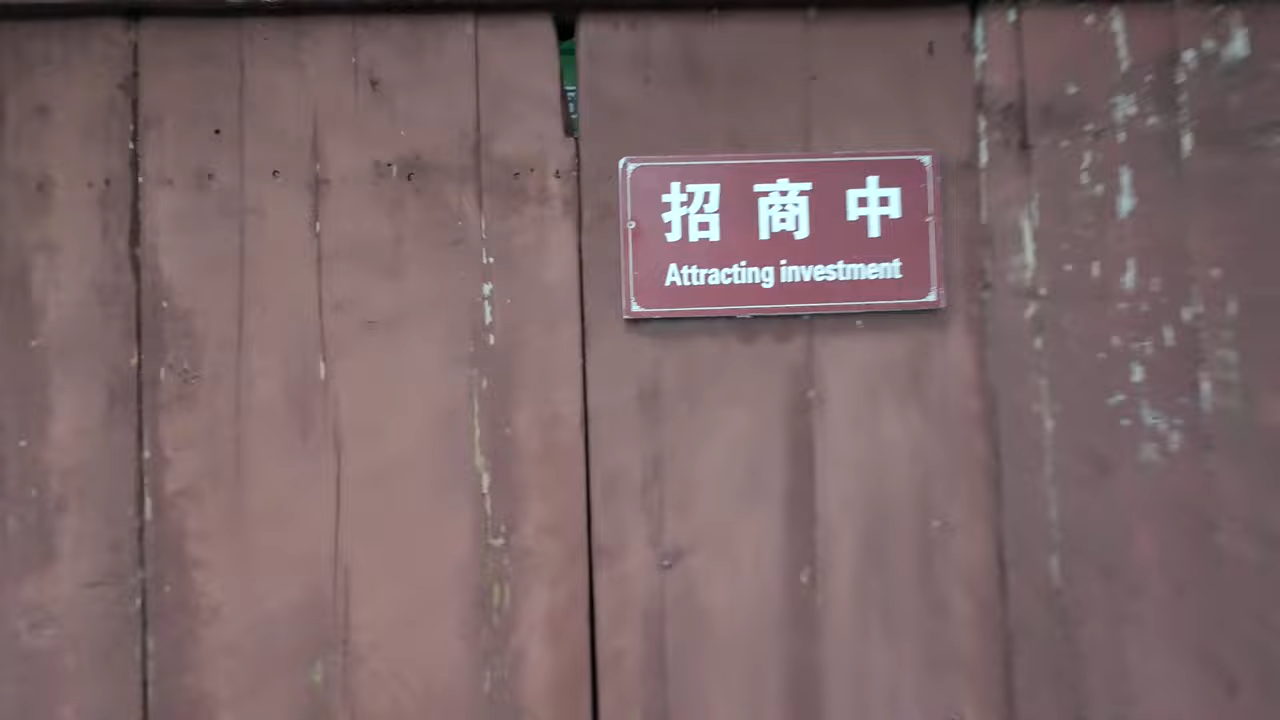 招商中
Attracting investment